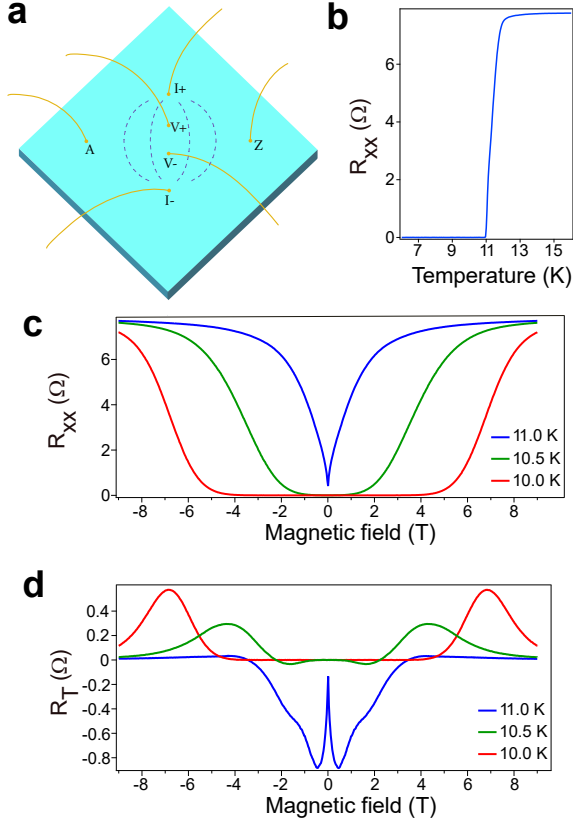 a
I+
V+
A
Z
V-
I-
b
6
4
2
0
Rxx (Ω)
7 9 11 13 15
Temperature (K)
c
6
4
2
0
Rxx (Ω)
11.0 K
10.5 K
10.0 K
-8 -6 -4 -2 0 2 4 6 8
Magnetic field (T)
d
0.4
0.2
0
-0.2
-0.4
-0.6
-0.8
RT (Ω)
11.0 K
10.5 K
10.0 K
-8 -6 -4 -2 0 2 4 6 8
Magnetic field (T)